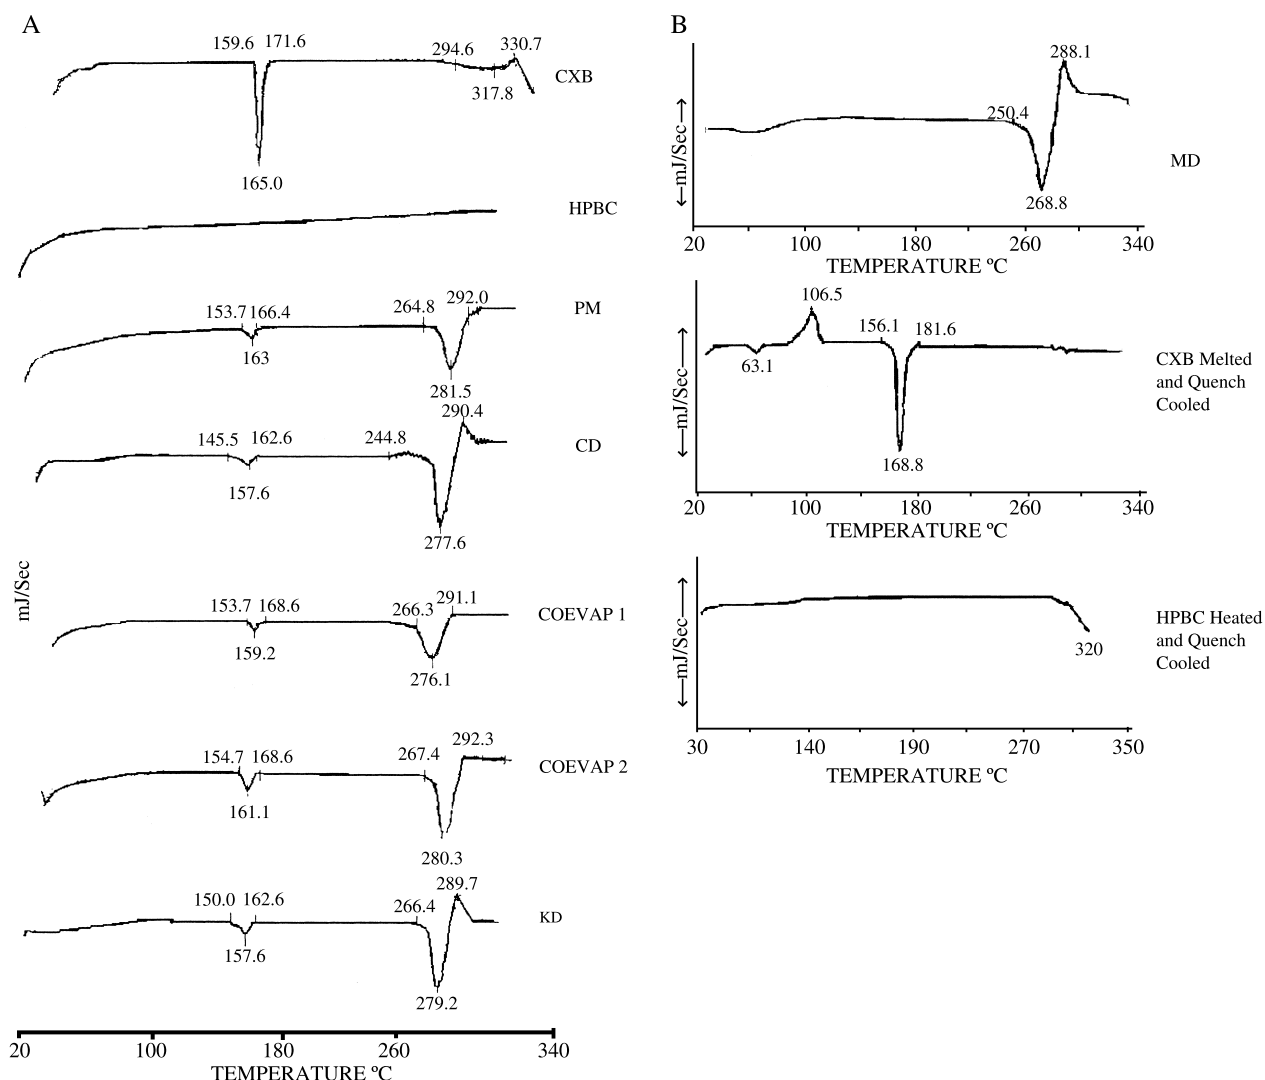 A
159.6 171.6 294.6 330.7
CXB
317.8
165.0
HPBC
153.7 166.4 264.8 292.0
PM
163
281.5
290.4
145.5 162.6 244.8
CD
157.6
277.6
mJ/Sec
153.7 168.6 266.3 291.1
COEVAP 1
159.2
276.1
154.7 168.6 267.4 292.3
COEVAP 2
161.1
280.3
289.7
150.0 162.6 266.4
KD
157.6
279.2
20 100 180 260 340
TEMPERATURE ºC
B
288.1
250.4
mJ/Sec
MD
268.8
20 100 180 260 340
TEMPERATURE ºC
106.5
156.1 181.6
63.1
mJ/Sec
CXB Melted
and Quench
Cooled
168.8
20 100 180 260 340
TEMPERATURE ºC
mJ/Sec
HPBC Heated
and Quench
Cooled
320
30 140 190 270 350
TEMPERATURE ºC